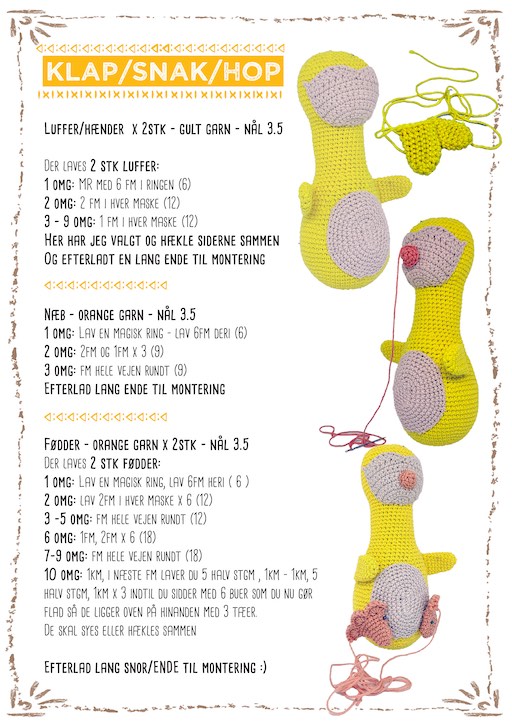 KLAP/SNAK/HOP
LUFFER/HÆNDER X 2STK - GULT GARN - NÅL 3.5
DER LAVES 2 STK LUFFER:
1 OMG: MR MED 6 FM I RINGEN (6)
2 OMG: 2 FM I HVER MASKE (12)
3 - 9 OMG: 1 FM I HVER MASKE (12)
HER HAR JEG VALGT OG HÆKLE SIDERNE SAMMEN
OG EFTERLADT EN LANG ENDE TIL MONTERING
NÆB - ORANGE GARN - NÅL 3.5
1 OMG: LAV EN MAGISK RING - LAV 6FM DERI (6)
2 OMG: 2FM OG 1FM X 3 (9)
3 OMG: FM HELE VEJEN RUNDT (9)
EFTERLAD LANG ENDE TIL MONTERING
FØDDER - ORANGE GARN X 2STK - NÅL 3.5
DER LAVES 2 STK FØDDER:
1 OMG: LAV EN MAGISK RING, LAV 6FM HERI ( 6 )
2 OMG: LAV 2FM I HVER MASKE X 6 (12)
3 -5 OMG: FM HELE VEJEN RUNDT (12)
6 OMG: 1FM, 2FM X 6 (18)
7-9 OMG: FM HELE VEJEN RUNDT (18)
10 OMG: 1KM, I NÆSTE FM LAVER DU 5 HALV STGM , 1KM - 1KM, 5
HALV STGM, 1KM X 3 INDTIL DU SIDDER MED 6 BUER SOM DU NU GØR
FLAD SÅ DE LIGGER OVEN PÅ HINANDEN MED 3 TÆER.
DE SKAL SYES ELLER HÆKLES SAMMEN
EFTERLAD LANG SNOR/ENDE TIL MONTERING :)